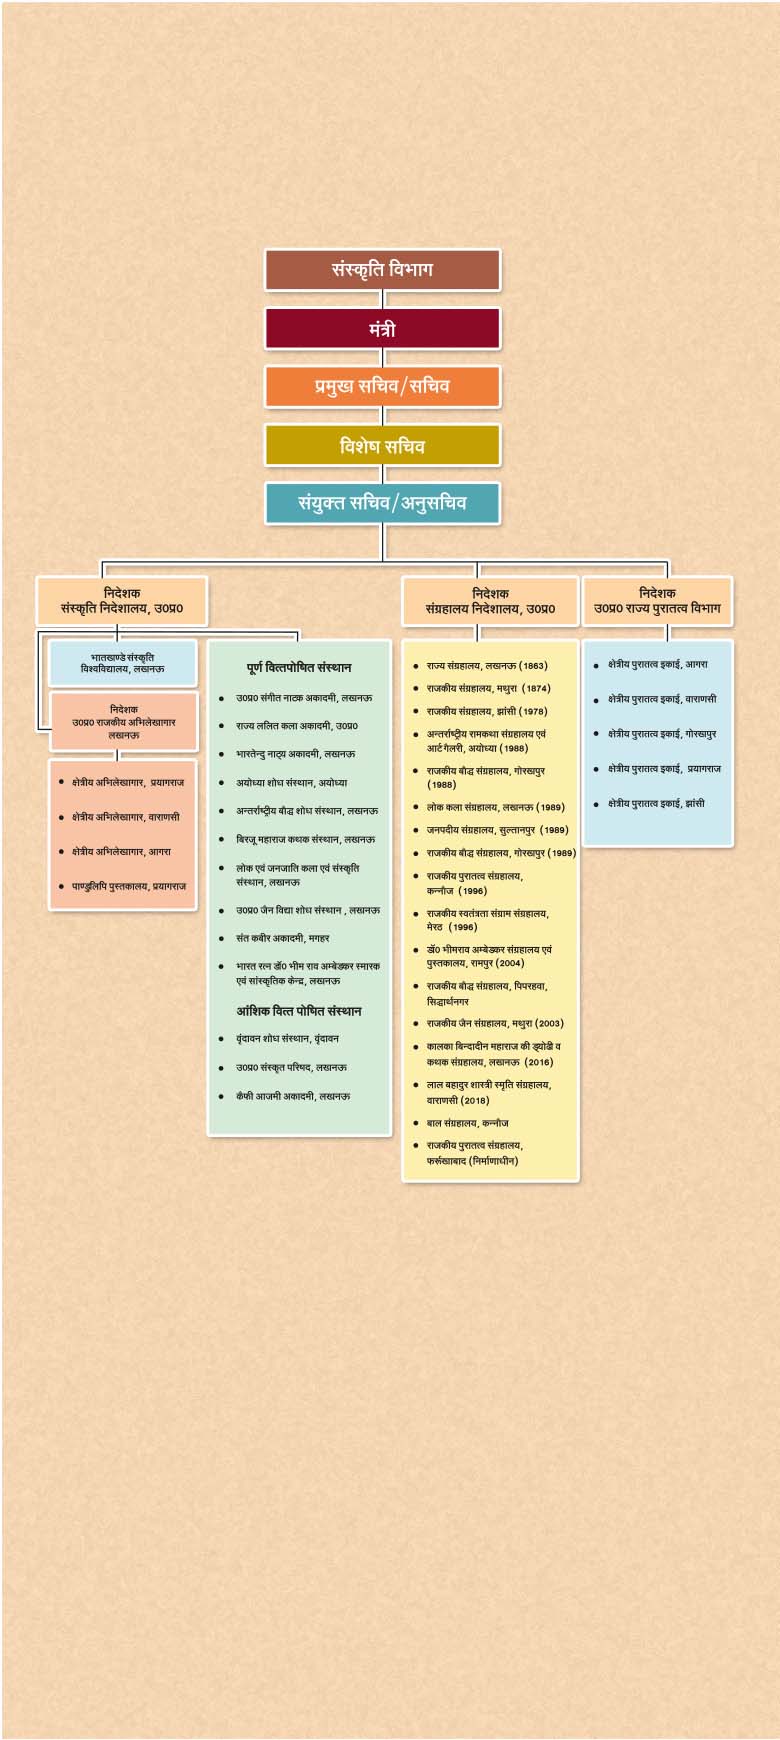 संस्कृति विभाग
मंत्री
प्रमुख सचिव/सचिव
विशेष सचिव
संयुक्त सचिव/अनुसचिव
निदेशक
संस्कृति निदेशालय, उ0प्र0
भातखण्डे संस्कृति
विश्वविद्यालय, लखनऊ
निदेशक
उ0प्र0 राजकीय अभिलेखागार
लखनऊ
• क्षेत्रीय अभिलेखागार, प्रयागराज
• क्षेत्रीय अभिलेखागार, वाराणसी
• क्षेत्रीय अभिलेखागार, आगरा
• पाण्डुलिपि पुस्तकालय, प्रयागराज
पूर्ण वित्तपोषित संस्थान
• उ0प्र0 संगीत नाटक अकादमी, लखनऊ
• राज्य ललित कला अकादमी, उ0प्र0
• भारतेन्दु नाट्य अकादमी, लखनऊ
• अयोध्या शोध संस्थान, अयोध्या
• अन्तर्राष्ट्रीय बौद्ध शोध संस्थान, लखनऊ
• बिरजू महाराज कथक संस्थान, लखनऊ
• लोक एवं जनजाति कला एवं संस्कृति
संस्थान, लखनऊ
• उ0प्र0 जैन विद्या शोध संस्थान , लखनऊ
• संत कबीर अकादमी, मगहर
• भारत रत्न डॉ0 भीम राव अम्बेडकर स्मारक
एवं सांस्कृतिक केन्द्र, लखनऊ
आंशिक वित्त पोषित संस्थान
• वृंदावन शोध संस्थान, वृंदावन
• उ0प्र0 संस्कृत परिषद, लखनऊ
• कैफी आजमी अकादमी, लखनऊ
निदेशक
संग्रहालय निदेशालय, उ0प्र0
• राज्य संग्रहालय, लखनऊ (1863)
• राजकीय संग्रहालय, मथुरा (1874)
• राजकीय संग्रहालय, झांसी (1978)
• अन्तर्राष्ट्रीय रामकथा संग्रहालय एवं
आर्ट गैलरी, अयोध्या (1988)
• राजकीय बौद्ध संग्रहालय, गोरखपुर
(1988)
• लोक कला संग्रहालय, लखनऊ (1989)
• जनपदीय संग्रहालय, सुल्तानपुर (1989)
• राजकीय बौद्ध संग्रहालय, गोरखपुर (1989)
• राजकीय पुरातत्व संग्रहालय,
कन्नौज (1996)
• राजकीय स्वतंत्रता संग्राम संग्रहालय,
मेरठ (1996)
• डॉ0 भीमराव अम्बेडकर संग्रहालय एवं
पुस्तकालय, रामपुर (2004)
• राजकीय बौद्ध संग्रहालय, पिपरहवा,
सिद्धार्थनगर
• राजकीय जैन संग्रहालय, मथुरा (2003)
• कालका बिन्दादीन महाराज की ड्योढी व
कथक संग्रहालय, लखनऊ (2016)
• लाल बहादुर शास्त्री स्मृति संग्रहालय,
वाराणसी (2018)
• बाल संग्रहालय, कन्नौज
• राजकीय पुरातत्व संग्रहालय,
फर्रूखाबाद (निर्माणाधीन)
निदेशक
उ0प्र0 राज्य पुरातत्व विभाग
• क्षेत्रीय पुरातत्व इकाई, आगरा
• क्षेत्रीय पुरातत्व इकाई, वाराणसी
• क्षेत्रीय पुरातत्व इकाई, गोरखपुर
• क्षेत्रीय पुरातत्व इकाई, प्रयागराज
• क्षेत्रीय पुरातत्व इकाई, झांसी